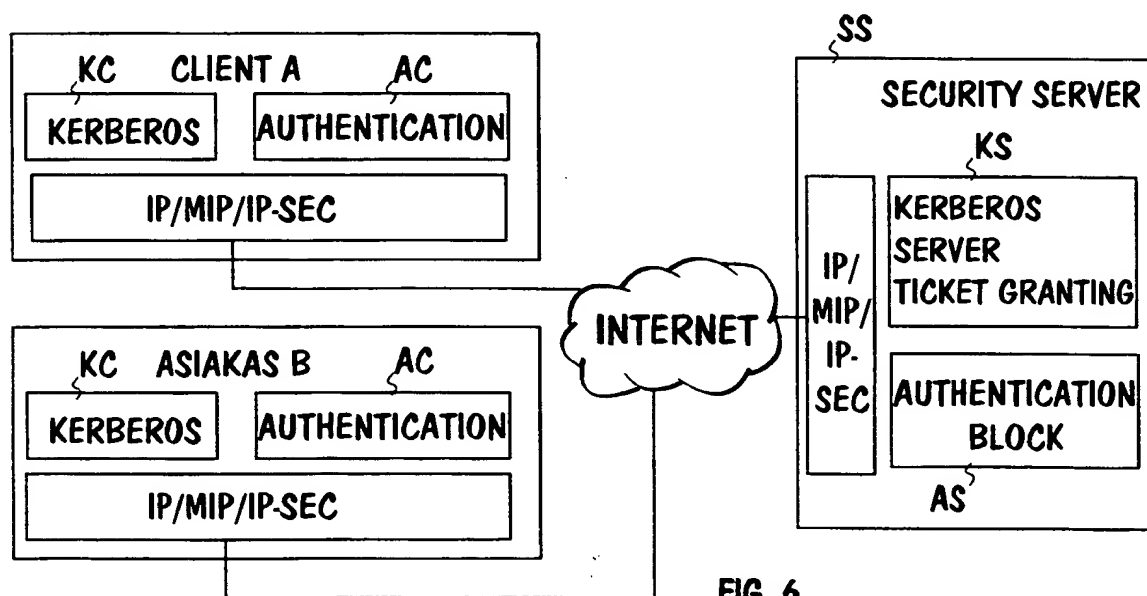 KC CLIENT A AC
KERBEROS
AUTHENTICATION
IP/MIP/IP-SEC
KC ASIAKAS B AC
KERBEROS
AUTHENTICATION
IP/MIP/IP-SEC
INTERNET
SS
SECURITY SERVER
KS
KERBEROS
SERVER
TICKET GRANTING
IP/
MIP/
IP-
SEC
AUTHENTICATION
BLOCK
AS
FIG. 6